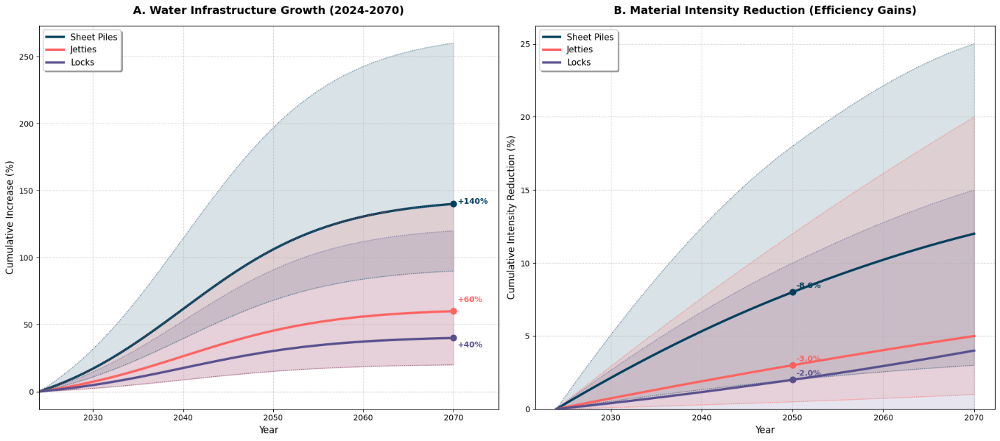 A. Water Infrastructure Growth (2024-2070)
Sheet Piles
Jetties
Locks
Cumulative Increase (%)
250
200
150
100
50
0
+140%
+60%
+40%
2030 2040 2050 2060 2070
Year
B. Material Intensity Reduction (Efficiency Gains)
Sheet Piles
Jetties
Locks
Cumulative Intensity Reduction (%)
25
20
15
10
5
0
-8.0%
-3.0%
-2.0%
2030 2040 2050 2060 2070
Year